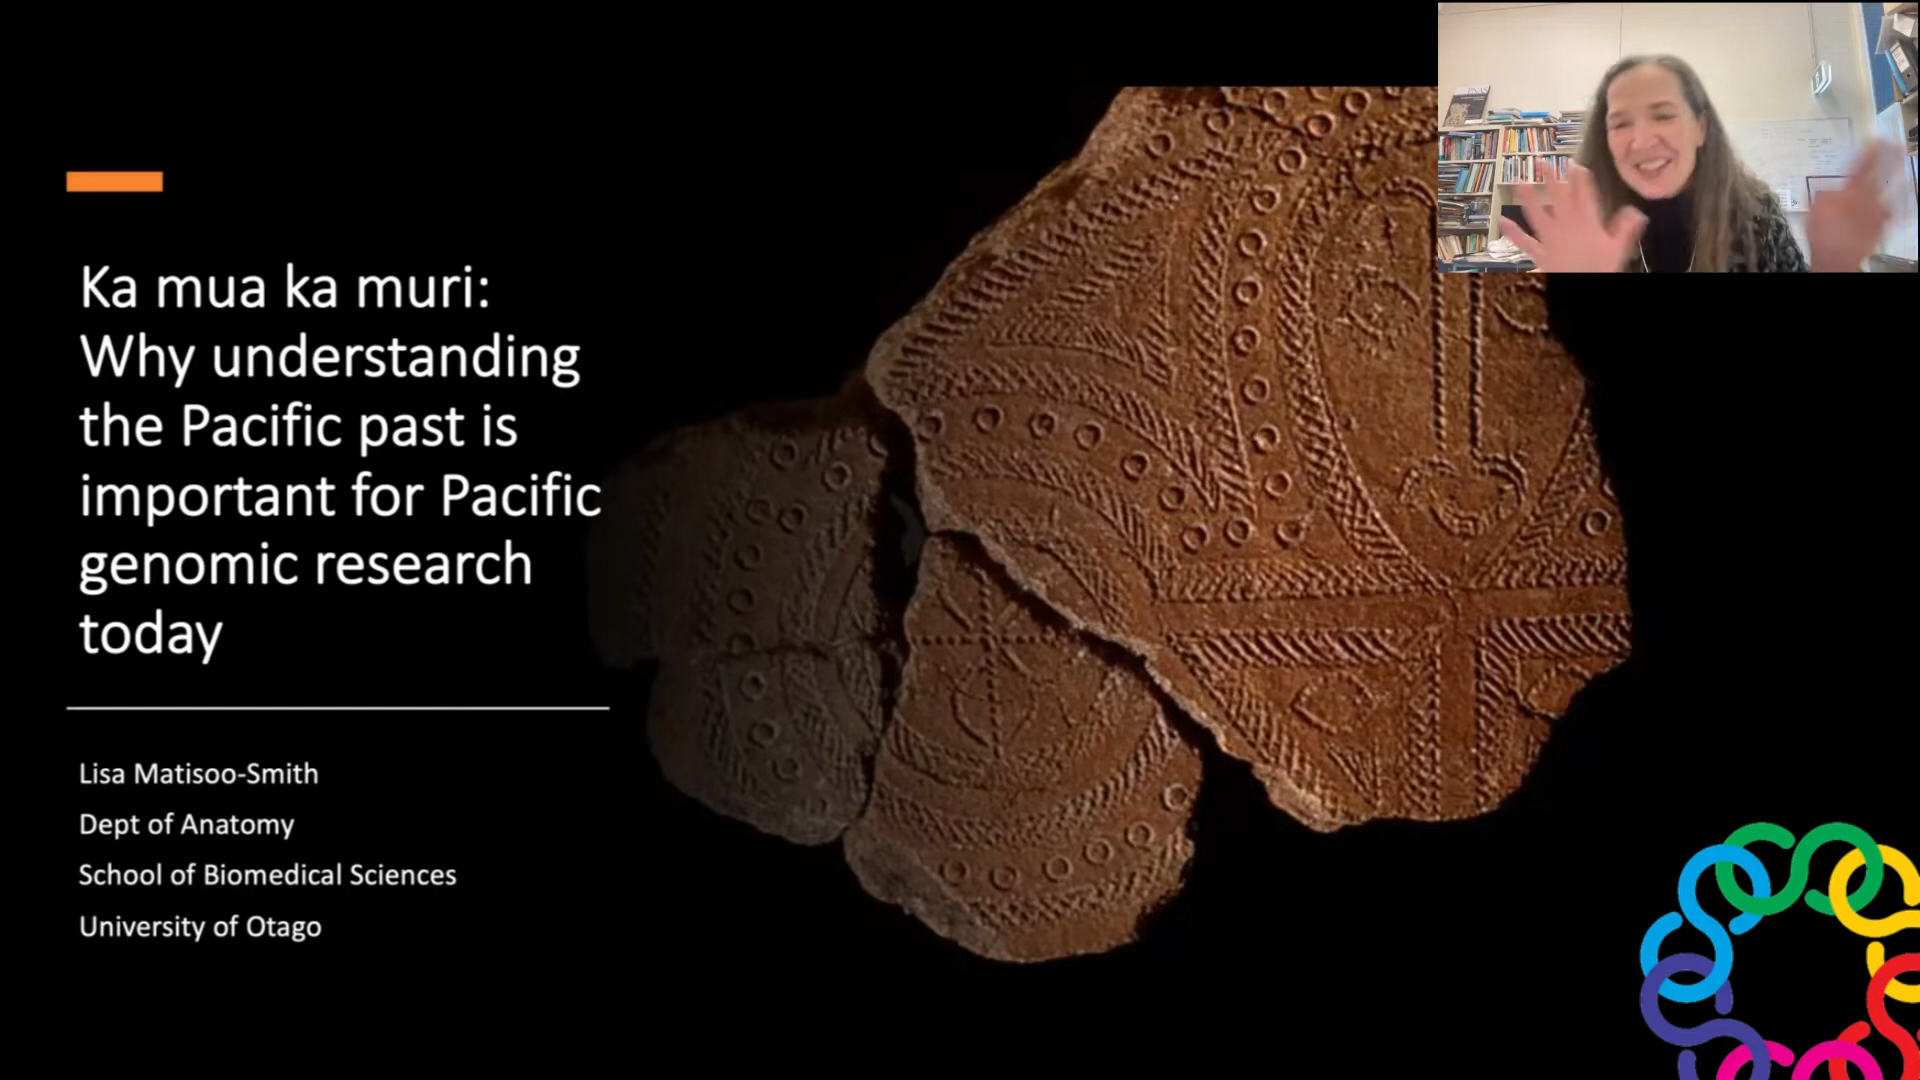 Ka mua ka muri:
Why understanding
the Pacific past is
important for Pacific
genomic research
today
Lisa Matisoo-Smith
Dept of Anatomy
School of Biomedical Sciences
University of Otago